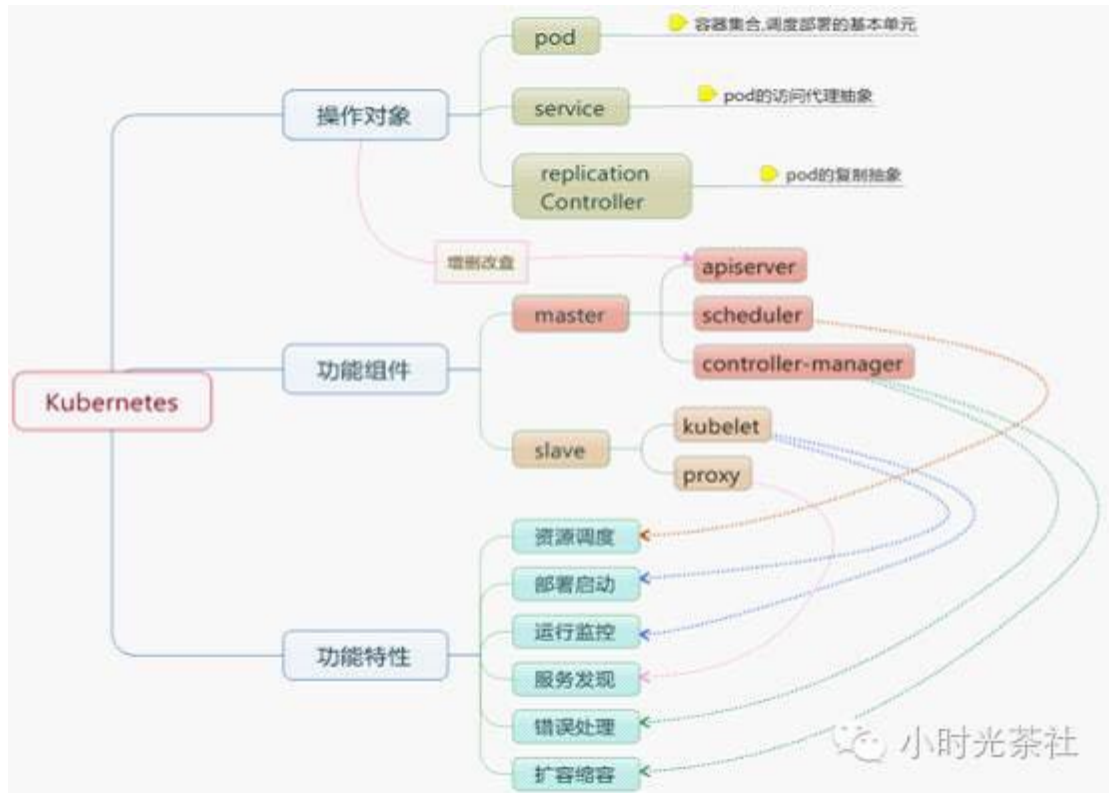 pod
容器集合,调度部署的基本单元
操作对象
service
pod的访问代理抽象
replication
Controller
pod的复制抽象
增删改查
apiserver
master
scheduler
功能组件
controller-manager
Kubernetes
kubelet
slave
proxy
资源调度
部署启动
运行监控
功能特性
服务发现
错误处理
扩容缩容
小时光茶社